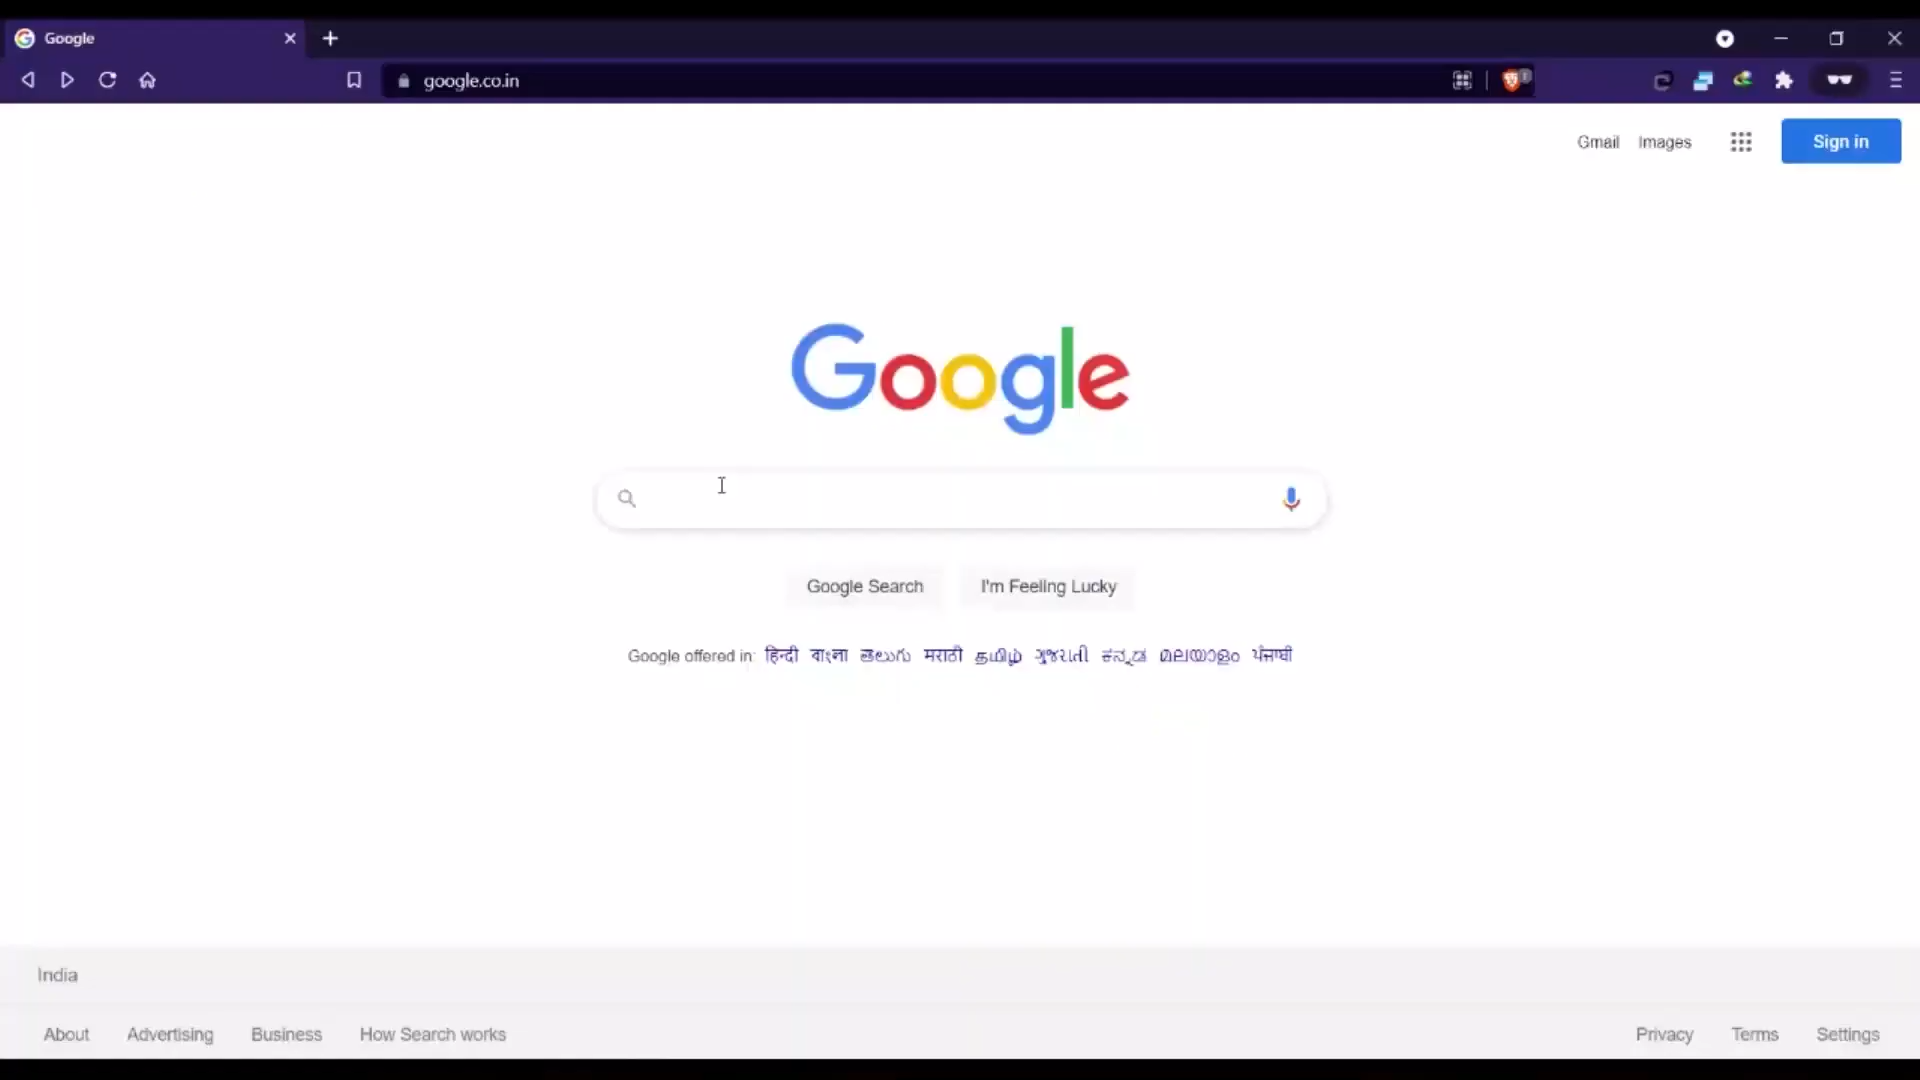 Google
google.co.in
Gmail Images Sign in
Google
Google Search I'm Feeling Lucky
Google offered in: हिन्दी বাংলা తెలుగు मराठी தமிழ் ગુજરાતી ಕನ್ನಡ മലയാളം ਪੰਜਾਬੀ
India
About Advertising Business How Search works Privacy Terms Settings